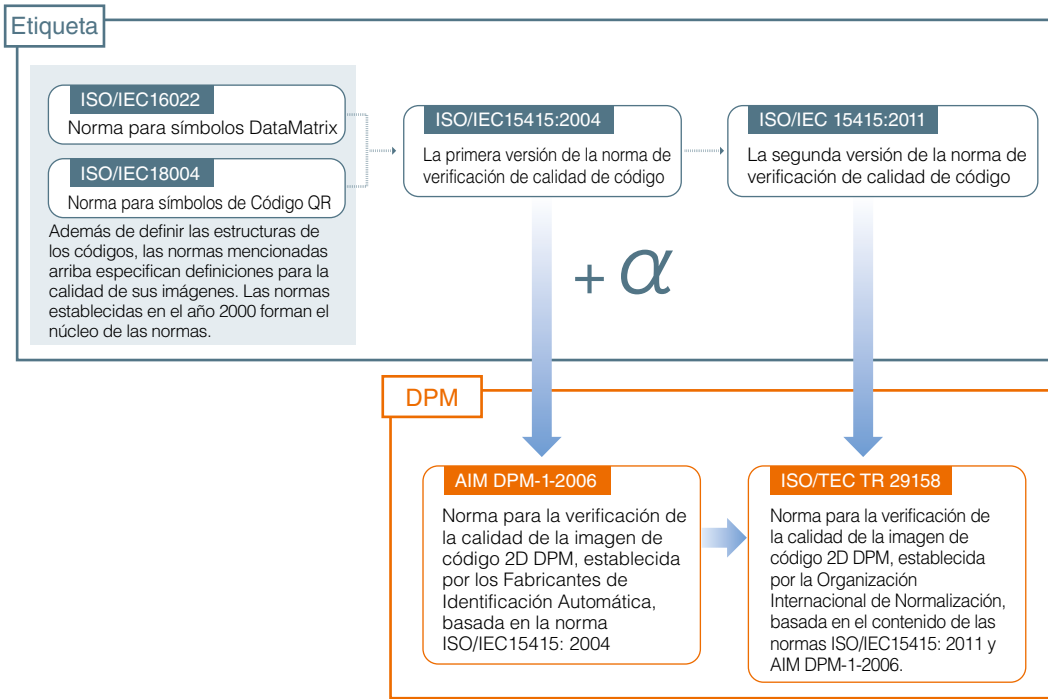 Etiqueta
ISO/IEC16022
Norma para símbolos DataMatrix
ISO/IEC18004
Norma para símbolos de Código QR
Además de definir las estructuras de
los códigos, las normas mencionadas
arriba especifican definiciones para la
calidad de sus imágenes. Las normas
establecidas en el año 2000 forman el
núcleo de las normas.
ISO/IEC15415:2004
La primera versión de la norma de
verificación de calidad de código
ISO/IEC 15415:2011
La segunda versión de la norma de
verificación de calidad de código
+ α
DPM
AIM DPM-1-2006
Norma para la verificación de
la calidad de la imagen de
código 2D DPM, establecida
por los Fabricantes de
Identificación Automática,
basada en la norma
ISO/IEC15415: 2004
ISO/TEC TR 29158
Norma para la verificación de
la calidad de la imagen de
código 2D DPM, establecida
por la Organización
Internacional de Normalización,
basada en el contenido de las
normas ISO/IEC15415: 2011 y
AIM DPM-1-2006.